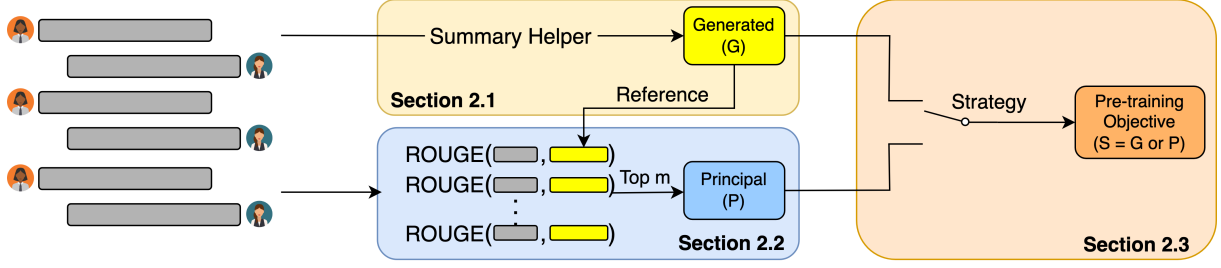 Summary Helper
Generated
(G)
Section 2.1
Reference
ROUGE( , )
ROUGE( , )
ROUGE( , )
Top m
Principal
(P)
Section 2.2
Strategy
Pre-training
Objective
(S = G or P)
Section 2.3